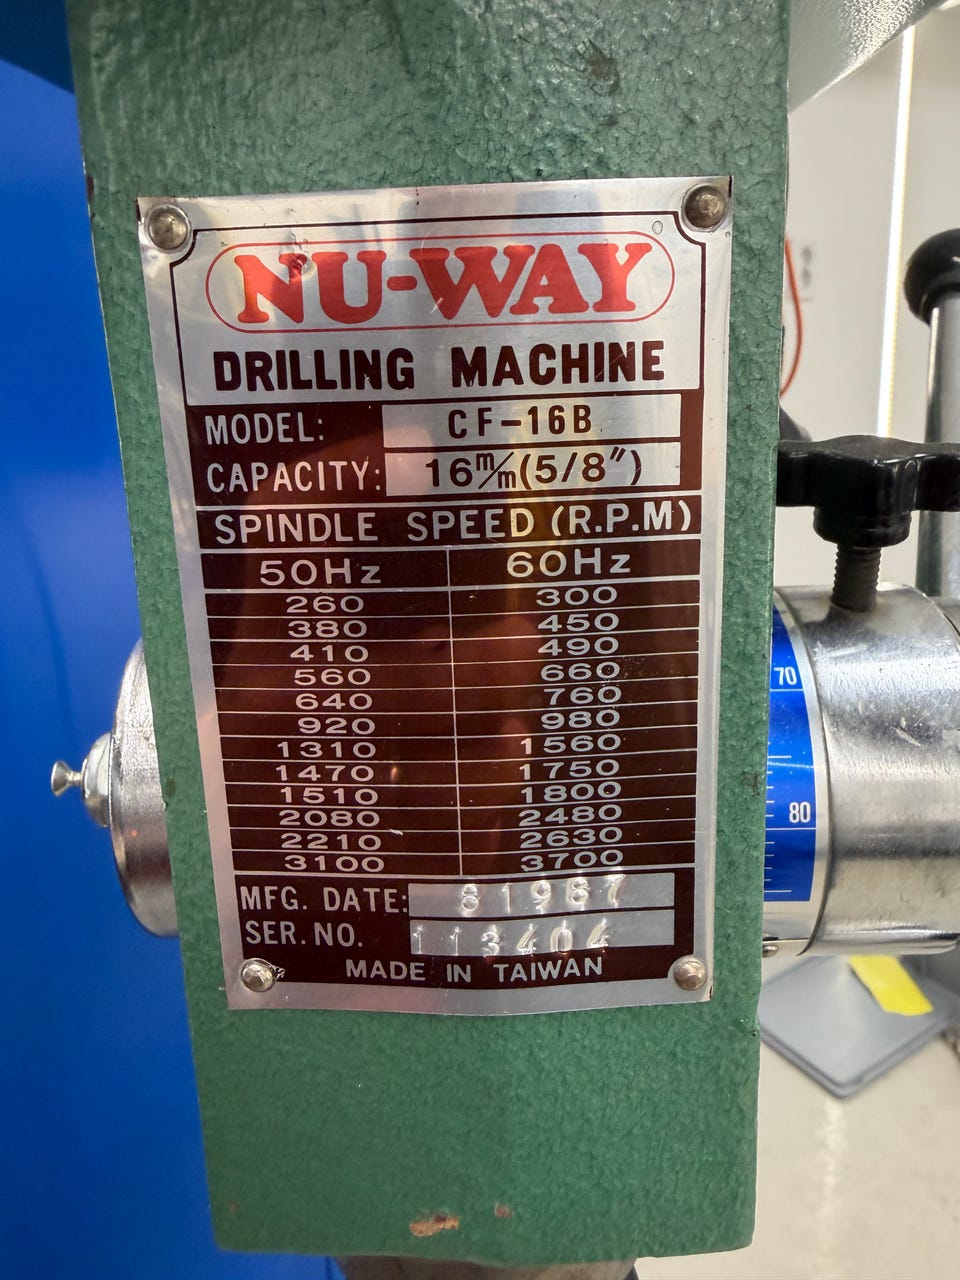 NU-WAY
DRILLING MACHINE
MODEL: CF-16B
CAPACITY: 16m/m(5/8")
SPINDLE SPEED (R.P.M)
50Hz 60Hz
260 300
380 450
410 490
560 660
640 760
920 980
1310 1560
1470 1750
1510 1800
2080 2480
2210 2630
3100 3700
MFG. DATE: 81987
SER. NO. 113404
MADE IN TAIWAN
70
80